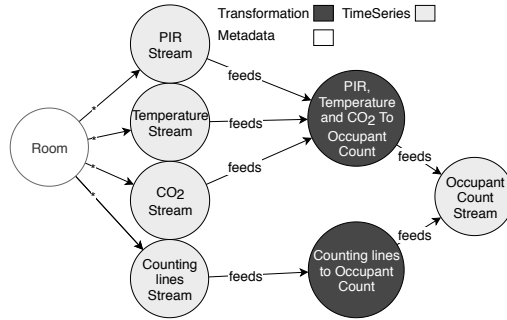 Transformation TimeSeries
Metadata
PIR
Stream
feeds
PIR,
Temperature
and CO2 To
Occupant
Count
*
Temperature
Stream
feeds
Room
*
*
CO2
Stream
feeds
feeds
Occupant
Count
Stream
*
Counting
lines
Stream
feeds
Counting lines
to Occupant
Count
feeds